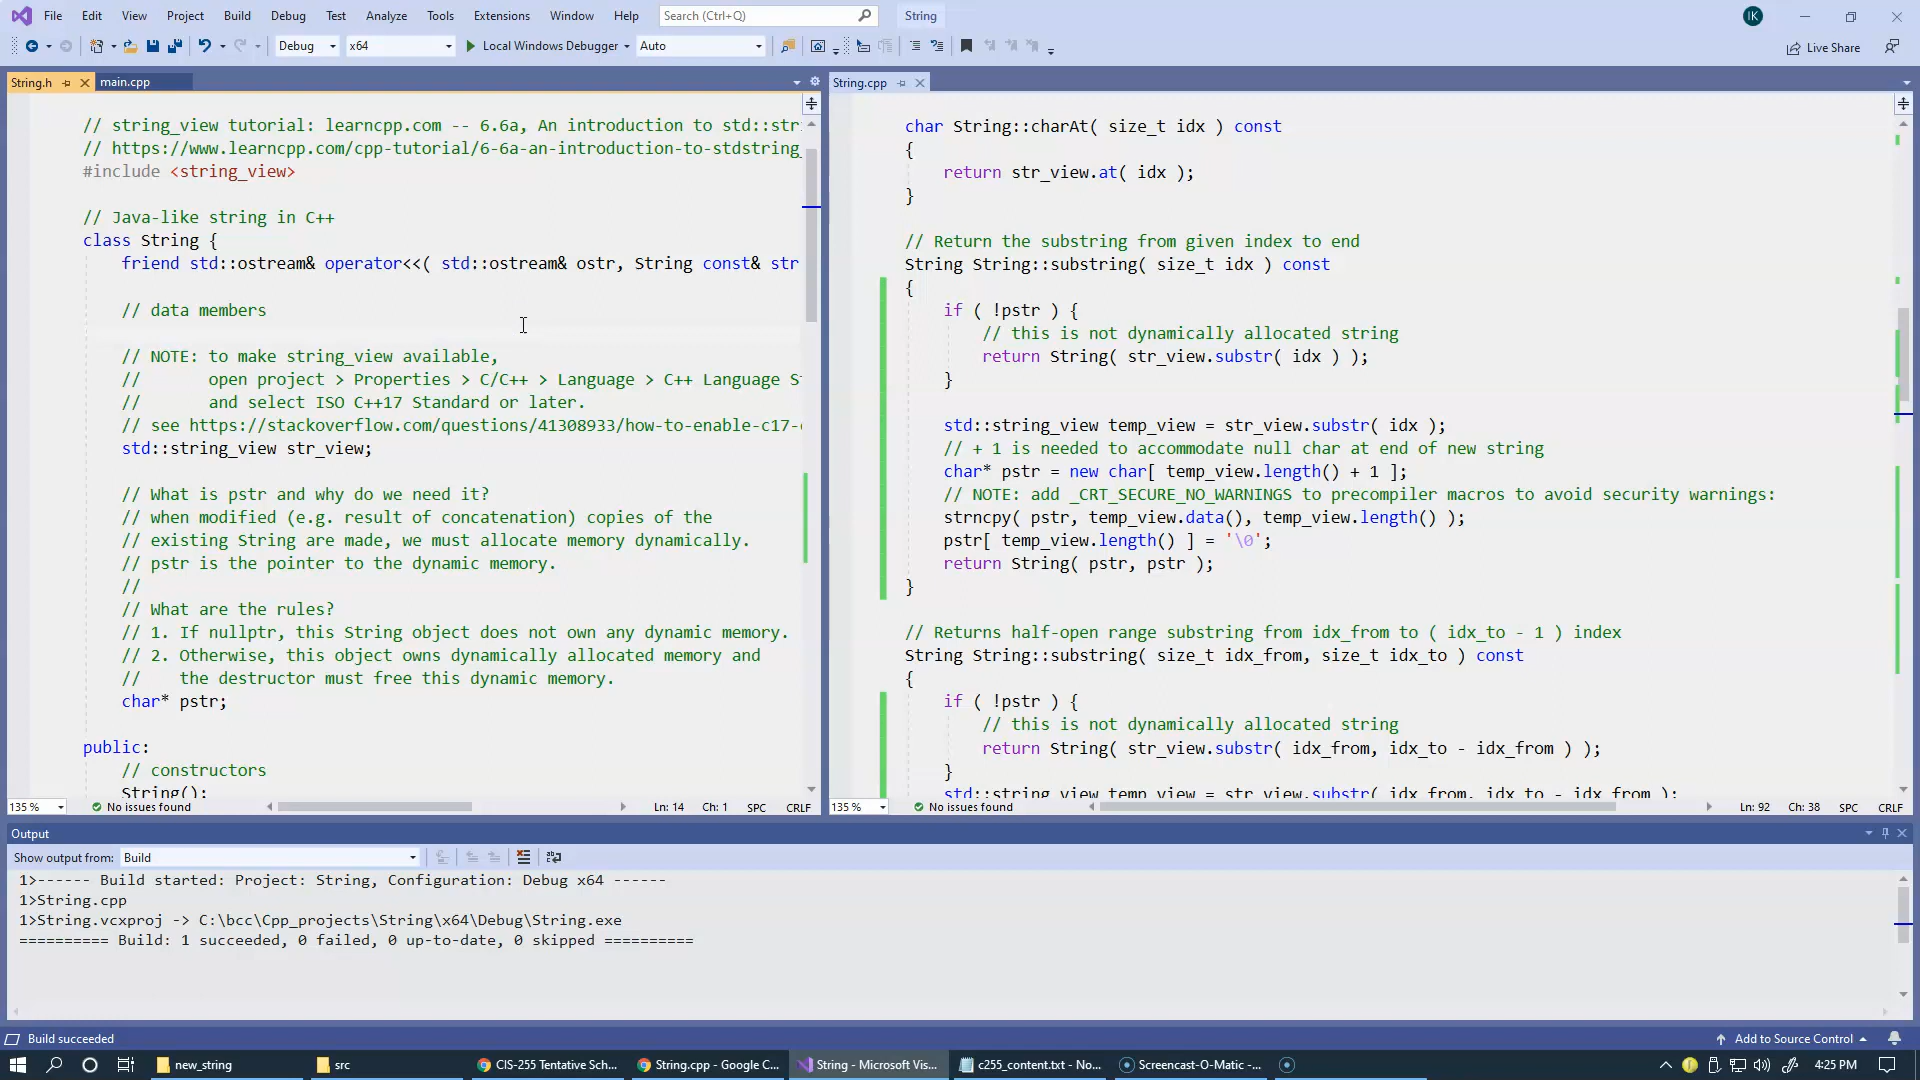 File Edit View Project Build Debug Test Analyze Tools Extensions Window Help Search (Ctrl+Q) String IK
Debug x64 Local Windows Debugger Auto Live Share
String.h main.cpp
// string_view tutorial: learncpp.com -- 6.6a, An introduction to std::str
// https://www.learncpp.com/cpp-tutorial/6-6a-an-introduction-to-stdstring_
#include <string_view>
// Java-like string in C++
class String {
friend std::ostream& operator<<( std::ostream& ostr, String const& str
// data members
// NOTE: to make string_view available,
// open project > Properties > C/C++ > Language > C++ Language S
// and select ISO C++17 Standard or later.
// see https://stackoverflow.com/questions/41308933/how-to-enable-c17-
std::string_view str_view;
// What is pstr and why do we need it?
// when modified (e.g. result of concatenation) copies of the
// existing String are made, we must allocate memory dynamically.
// pstr is the pointer to the dynamic memory.
//
// What are the rules?
// 1. If nullptr, this String object does not own any dynamic memory.
// 2. Otherwise, this object owns dynamically allocated memory and
// the destructor must free this dynamic memory.
char* pstr;
public:
// constructors
String();
135 % No issues found Ln: 14 Ch: 1 SPC CRLF
String.cpp
char String::charAt( size_t idx ) const
{
return str_view.at( idx );
}
// Return the substring from given index to end
String String::substring( size_t idx ) const
{
if ( !pstr ) {
// this is not dynamically allocated string
return String( str_view.substr( idx ) );
}
std::string_view temp_view = str_view.substr( idx );
// + 1 is needed to accommodate null char at end of new string
char* pstr = new char[ temp_view.length() + 1 ];
// NOTE: add _CRT_SECURE_NO_WARNINGS to precompiler macros to avoid security warnings:
strncpy( pstr, temp_view.data(), temp_view.length() );
pstr[ temp_view.length() ] = '\0';
return String( pstr, pstr );
}
// Returns half-open range substring from idx_from to ( idx_to - 1 ) index
String String::substring( size_t idx_from, size_t idx_to ) const
{
if ( !pstr ) {
// this is not dynamically allocated string
return String( str_view.substr( idx_from, idx_to - idx_from ) );
}
std::string_view temp_view = str_view.substr( idx_from, idx_to - idx_from );
135 % No issues found Ln: 92 Ch: 38 SPC CRLF
Output
Show output from: Build
1>------ Build started: Project: String, Configuration: Debug x64 ------
1>String.cpp
1>String.vcxproj -> C:\bcc\Cpp_projects\String\x64\Debug\String.exe
========== Build: 1 succeeded, 0 failed, 0 up-to-date, 0 skipped ==========
Build succeeded Add to Source Control
new_string src CIS-255 Tentative Sch... String.cpp - Google C... String - Microsoft Vis... c255_content.txt - No... Screencast-O-Matic -... 4:25 PM